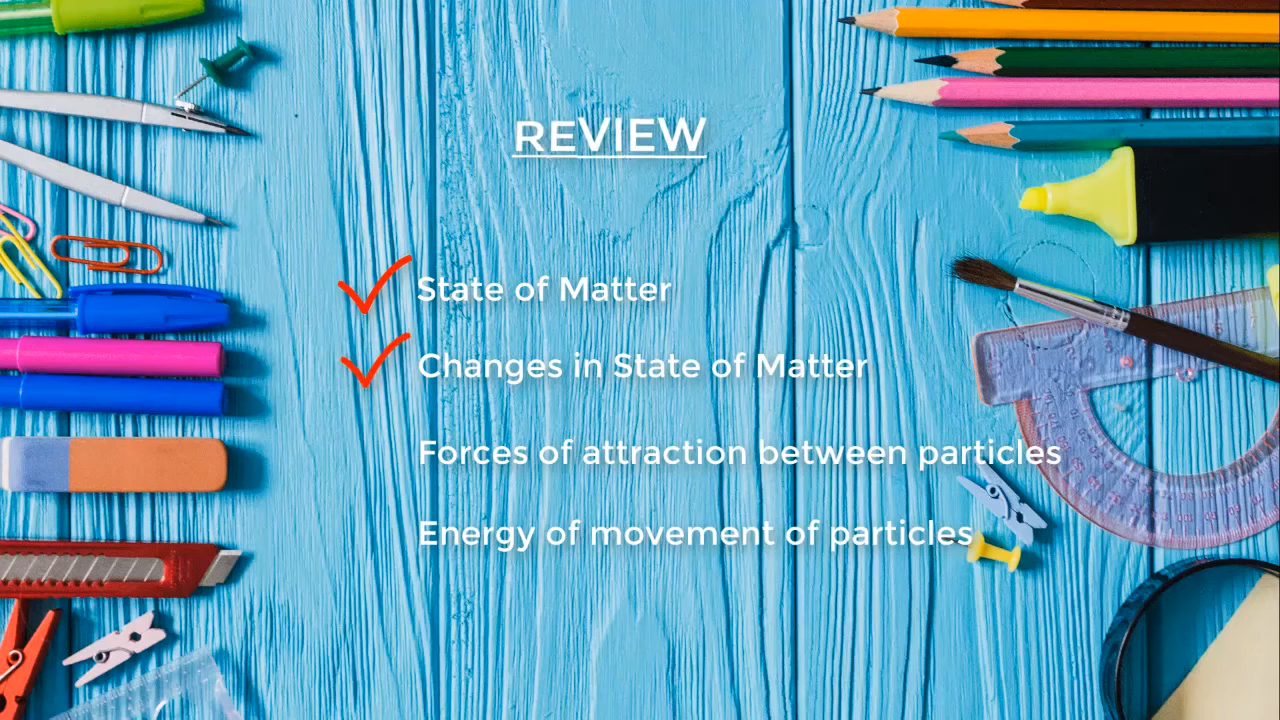 REVIEW
State of Matter
Changes in State of Matter
Forces of attraction between particles
Energy of movement of particles